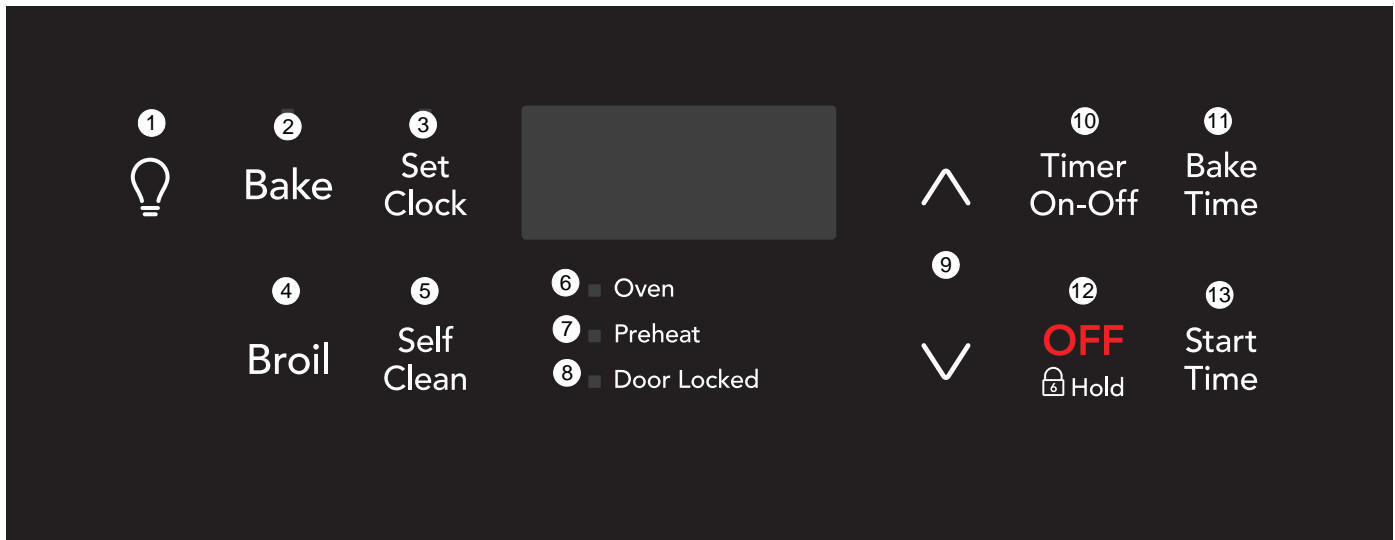 1
2
Bake
3
Set
Clock
4
Broil
5
Self
Clean
6 Oven
7 Preheat
8 Door Locked
9
10
Timer
On-Off
11
Bake
Time
12
OFF
6 Hold
13
Start
Time